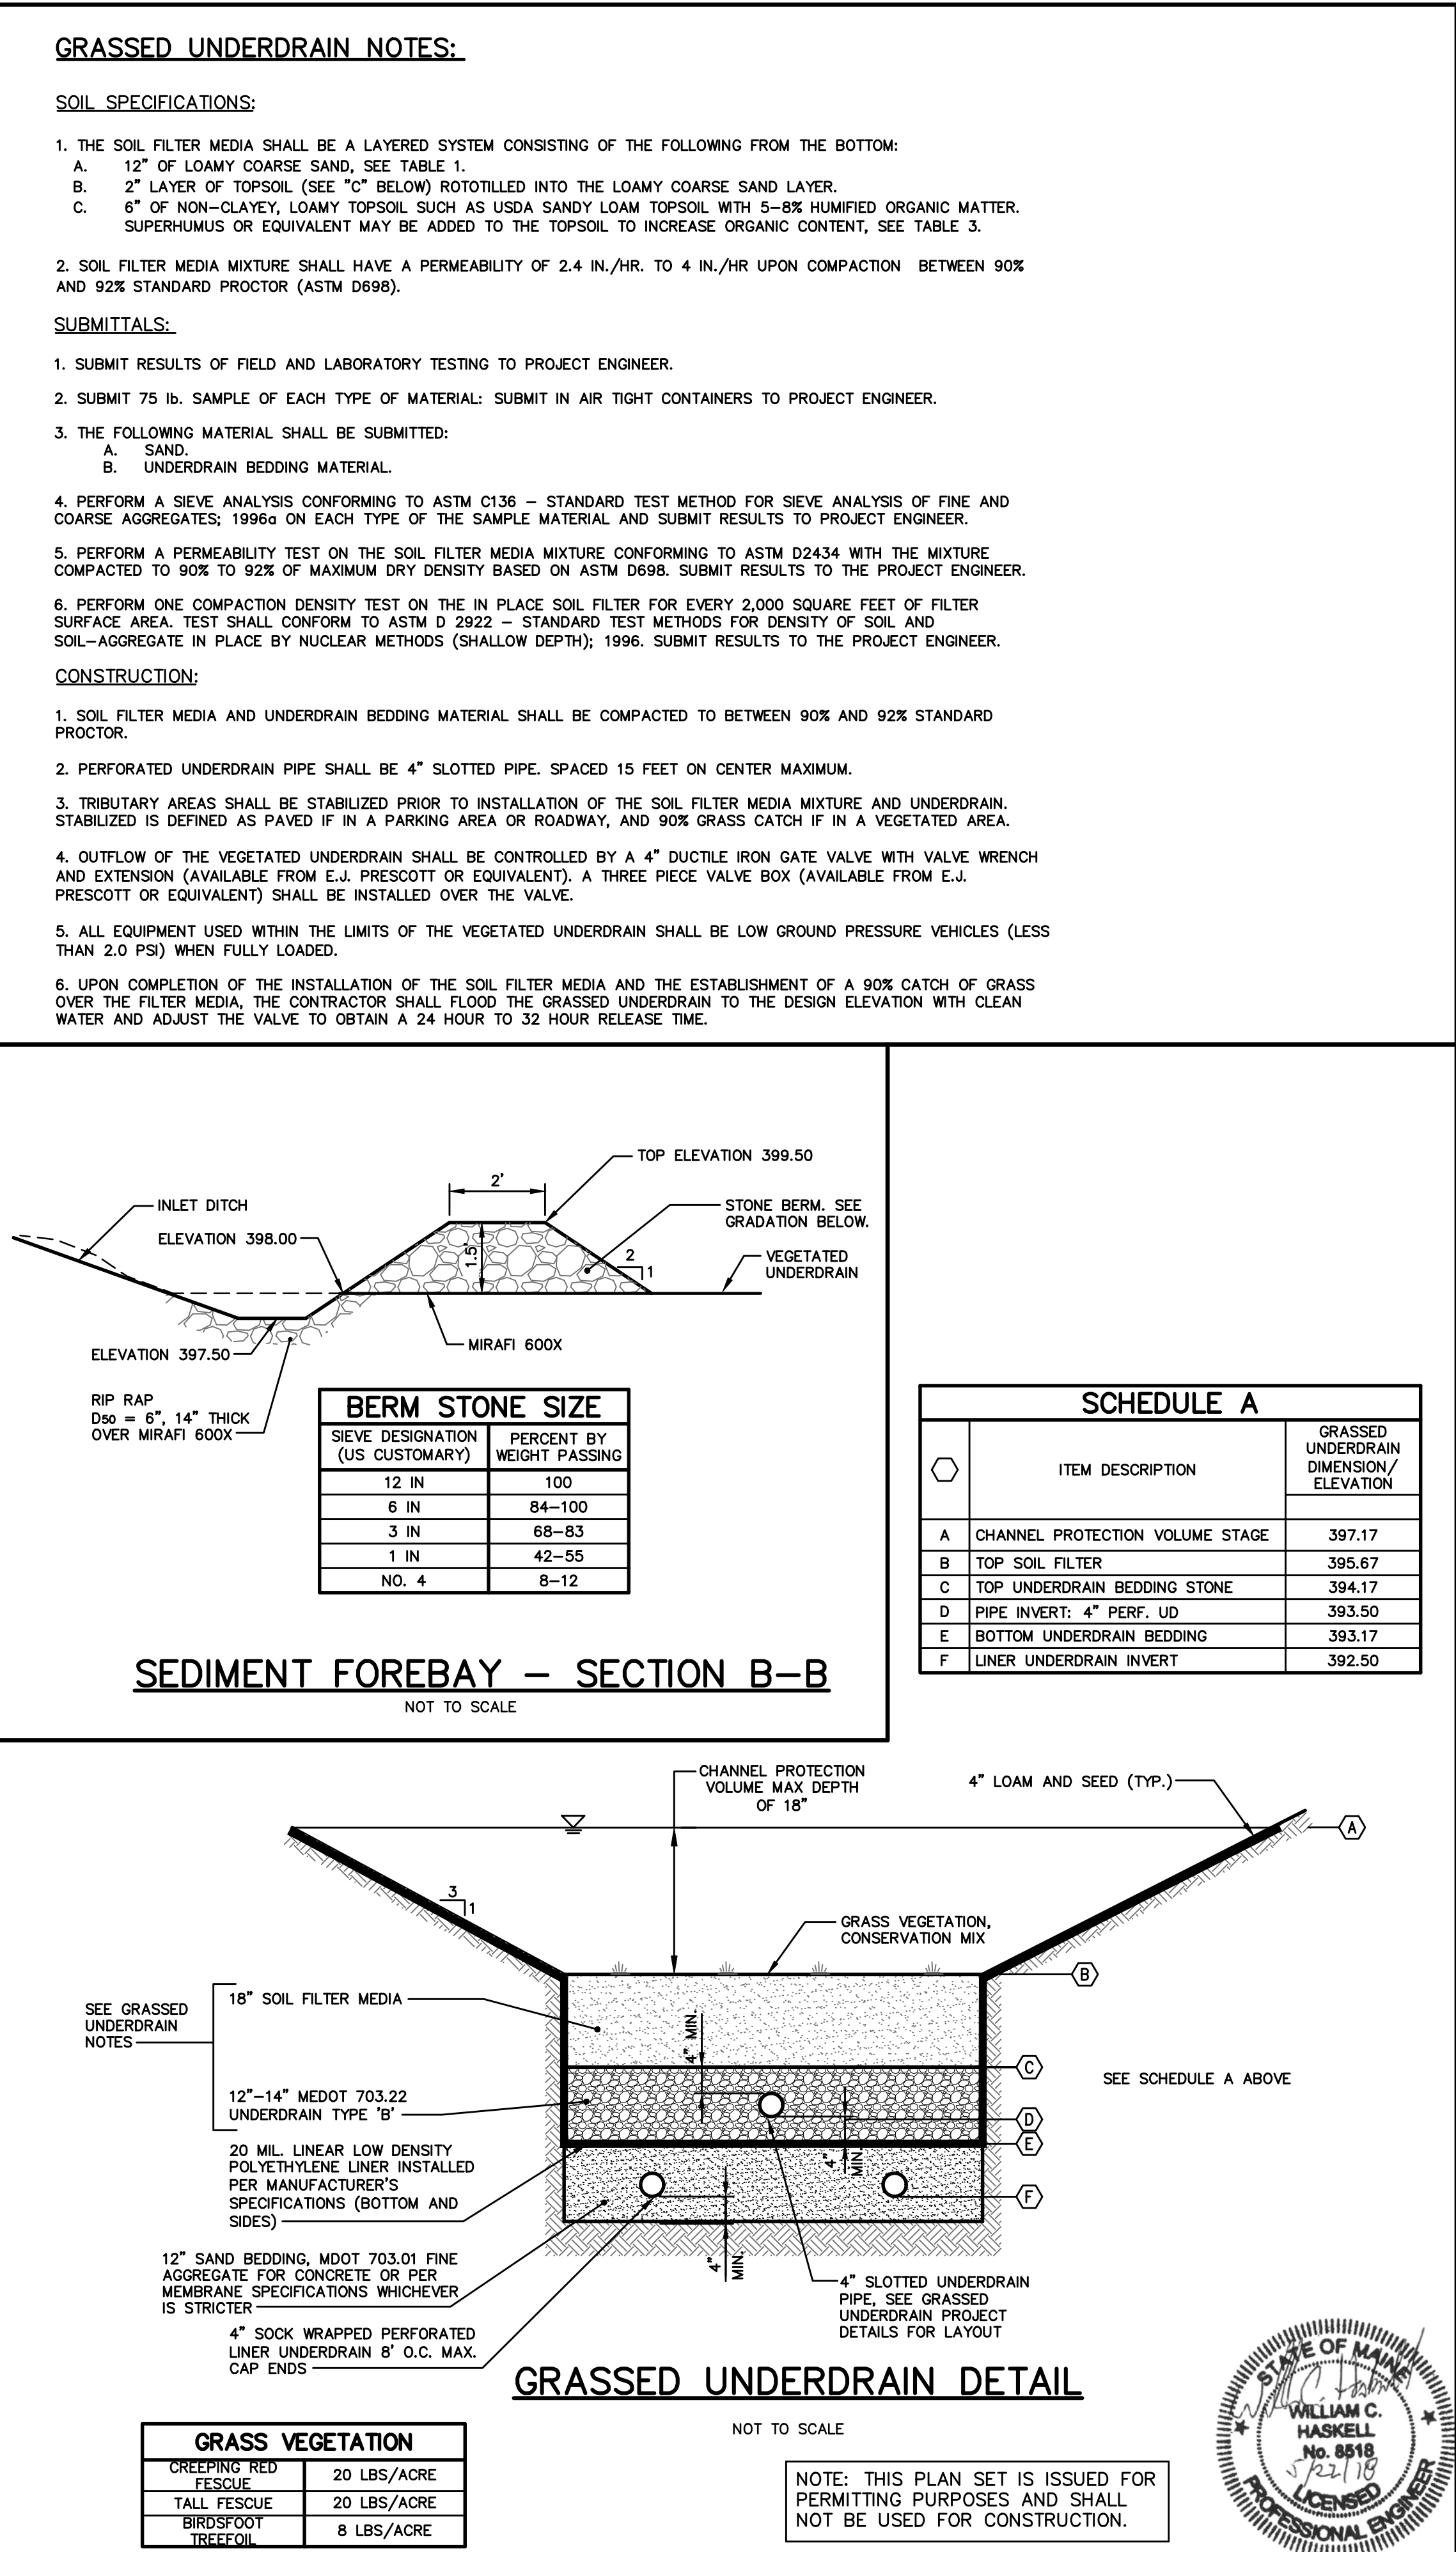 GRASSED UNDERDRAIN NOTES:
SOIL SPECIFICATIONS:
1. THE SOIL FILTER MEDIA SHALL BE A LAYERED SYSTEM CONSISTING OF THE FOLLOWING FROM THE BOTTOM:
A. 12" OF LOAMY COARSE SAND, SEE TABLE 1.
B. 2" LAYER OF TOPSOIL (SEE "C" BELOW) ROTOTILLED INTO THE LOAMY COARSE SAND LAYER.
C. 6" OF NON-CLAYEY, LOAMY TOPSOIL SUCH AS USDA SANDY LOAM TOPSOIL WITH 5-8% HUMIFIED ORGANIC MATTER.
SUPERHUMUS OR EQUIVALENT MAY BE ADDED TO THE TOPSOIL TO INCREASE ORGANIC CONTENT, SEE TABLE 3.
2. SOIL FILTER MEDIA MIXTURE SHALL HAVE A PERMEABILITY OF 2.4 IN./HR. TO 4 IN./HR UPON COMPACTION BETWEEN 90%
AND 92% STANDARD PROCTOR (ASTM D698).
SUBMITTALS:
1. SUBMIT RESULTS OF FIELD AND LABORATORY TESTING TO PROJECT ENGINEER.
2. SUBMIT 75 lb. SAMPLE OF EACH TYPE OF MATERIAL: SUBMIT IN AIR TIGHT CONTAINERS TO PROJECT ENGINEER.
3. THE FOLLOWING MATERIAL SHALL BE SUBMITTED:
A. SAND.
B. UNDERDRAIN BEDDING MATERIAL.
4. PERFORM A SIEVE ANALYSIS CONFORMING TO ASTM C136 - STANDARD TEST METHOD FOR SIEVE ANALYSIS OF FINE AND
COARSE AGGREGATES; 1996a ON EACH TYPE OF THE SAMPLE MATERIAL AND SUBMIT RESULTS TO PROJECT ENGINEER.
5. PERFORM A PERMEABILITY TEST ON THE SOIL FILTER MEDIA MIXTURE CONFORMING TO ASTM D2434 WITH THE MIXTURE
COMPACTED TO 90% TO 92% OF MAXIMUM DRY DENSITY BASED ON ASTM D698. SUBMIT RESULTS TO THE PROJECT ENGINEER.
6. PERFORM ONE COMPACTION DENSITY TEST ON THE IN PLACE SOIL FILTER FOR EVERY 2,000 SQUARE FEET OF FILTER
SURFACE AREA. TEST SHALL CONFORM TO ASTM D 2922 - STANDARD TEST METHODS FOR DENSITY OF SOIL AND
SOIL-AGGREGATE IN PLACE BY NUCLEAR METHODS (SHALLOW DEPTH); 1996. SUBMIT RESULTS TO THE PROJECT ENGINEER.
CONSTRUCTION:
1. SOIL FILTER MEDIA AND UNDERDRAIN BEDDING MATERIAL SHALL BE COMPACTED TO BETWEEN 90% AND 92% STANDARD
PROCTOR.
2. PERFORATED UNDERDRAIN PIPE SHALL BE 4" SLOTTED PIPE. SPACED 15 FEET ON CENTER MAXIMUM.
3. TRIBUTARY AREAS SHALL BE STABILIZED PRIOR TO INSTALLATION OF THE SOIL FILTER MEDIA MIXTURE AND UNDERDRAIN.
STABILIZED IS DEFINED AS PAVED IF IN A PARKING AREA OR ROADWAY, AND 90% GRASS CATCH IF IN A VEGETATED AREA.
4. OUTFLOW OF THE VEGETATED UNDERDRAIN SHALL BE CONTROLLED BY A 4" DUCTILE IRON GATE VALVE WITH VALVE WRENCH
AND EXTENSION (AVAILABLE FROM E.J. PRESCOTT OR EQUIVALENT). A THREE PIECE VALVE BOX (AVAILABLE FROM E.J.
PRESCOTT OR EQUIVALENT) SHALL BE INSTALLED OVER THE VALVE.
5. ALL EQUIPMENT USED WITHIN THE LIMITS OF THE VEGETATED UNDERDRAIN SHALL BE LOW GROUND PRESSURE VEHICLES (LESS
THAN 2.0 PSI) WHEN FULLY LOADED.
6. UPON COMPLETION OF THE INSTALLATION OF THE SOIL FILTER MEDIA AND THE ESTABLISHMENT OF A 90% CATCH OF GRASS
OVER THE FILTER MEDIA, THE CONTRACTOR SHALL FLOOD THE GRASSED UNDERDRAIN TO THE DESIGN ELEVATION WITH CLEAN
WATER AND ADJUST THE VALVE TO OBTAIN A 24 HOUR TO 32 HOUR RELEASE TIME.
TOP ELEVATION 399.50
2'
INLET DITCH
STONE BERM. SEE
GRADATION BELOW.
ELEVATION 398.00
1.5'
2
1
VEGETATED
UNDERDRAIN
MIRAFI 600X
ELEVATION 397.50
RIP RAP
D50 = 6", 14" THICK
OVER MIRAFI 600X
BERM STONE SIZE
SIEVE DESIGNATION (US CUSTOMARY) PERCENT BY WEIGHT PASSING
12 IN 100
6 IN 84-100
3 IN 68-83
1 IN 42-55
NO. 4 8-12
SEDIMENT FOREBAY - SECTION B-B
NOT TO SCALE
SCHEDULE A
ITEM DESCRIPTION
GRASSED
UNDERDRAIN
DIMENSION/
ELEVATION
A CHANNEL PROTECTION VOLUME STAGE 397.17
B TOP SOIL FILTER 395.67
C TOP UNDERDRAIN BEDDING STONE 394.17
D PIPE INVERT: 4" PERF. UD 393.50
E BOTTOM UNDERDRAIN BEDDING 393.17
F LINER UNDERDRAIN INVERT 392.50
CHANNEL PROTECTION
VOLUME MAX DEPTH
OF 18"
4" LOAM AND SEED (TYP.)
A
3
1
GRASS VEGETATION,
CONSERVATION MIX
B
18" SOIL FILTER MEDIA
SEE GRASSED
UNDERDRAIN
NOTES
4" MIN.
C
SEE SCHEDULE A ABOVE
12"-14" MEDOT 703.22
UNDERDRAIN TYPE 'B'
D
E
4"
MIN.
20 MIL. LINEAR LOW DENSITY
POLYETHYLENE LINER INSTALLED
PER MANUFACTURER'S
SPECIFICATIONS (BOTTOM AND
SIDES)
F
4"
MIN.
12" SAND BEDDING, MDOT 703.01 FINE
AGGREGATE FOR CONCRETE OR PER
MEMBRANE SPECIFICATIONS WHICHEVER
IS STRICTER
4" SLOTTED UNDERDRAIN
PIPE, SEE GRASSED
UNDERDRAIN PROJECT
DETAILS FOR LAYOUT
4" SOCK WRAPPED PERFORATED
LINER UNDERDRAIN 8' O.C. MAX.
CAP ENDS
GRASSED UNDERDRAIN DETAIL
NOT TO SCALE
GRASS VEGETATION
CREEPING RED FESCUE 20 LBS/ACRE
TALL FESCUE 20 LBS/ACRE
BIRDSFOOT TREEFOIL 8 LBS/ACRE
NOTE: THIS PLAN SET IS ISSUED FOR
PERMITTING PURPOSES AND SHALL
NOT BE USED FOR CONSTRUCTION.
STATE OF MAINE
WILLIAM C.
HASKELL
No. 8518
5/22/18
LICENSED
PROFESSIONAL ENGINEER